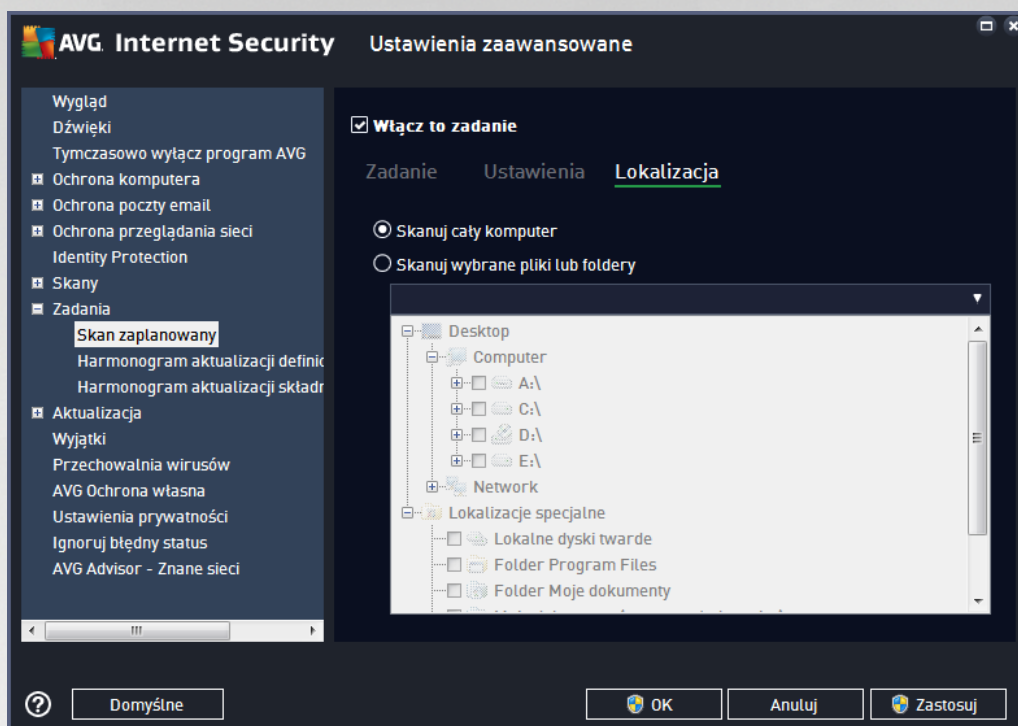 AVG. Internet Security
Ustawienia zaawansowane
Wygląd
Dźwięki
Tymczasowo wyłącz program AVG
Ochrona komputera
Ochrona poczty email
Ochrona przeglądania sieci
Identity Protection
Skany
Zadania
Skan zaplanowany
Harmonogram aktualizacji
Harmonogram aktualizacji
Aktualizacja
Wyjątki
Przechowalnia wirusów
AVG Ochrona własna
Ustawienia prywatności
Ignoruj błędny status
AVG Advisor - Znane sieci
Włącz to zadanie
Zadanie
Ustawienia
Lokalizacja
Skanuj cały komputer
Skanuj wybrane pliki lub foldery
Desktop
Computer
A:\
C:\
D:\
E:\
Network
Lokalizacje specjalne
Lokalne dyski twarde
Folder Program Files
Folder Moje dokumenty
Domyślne
OK
Anuluj
Zastosuj